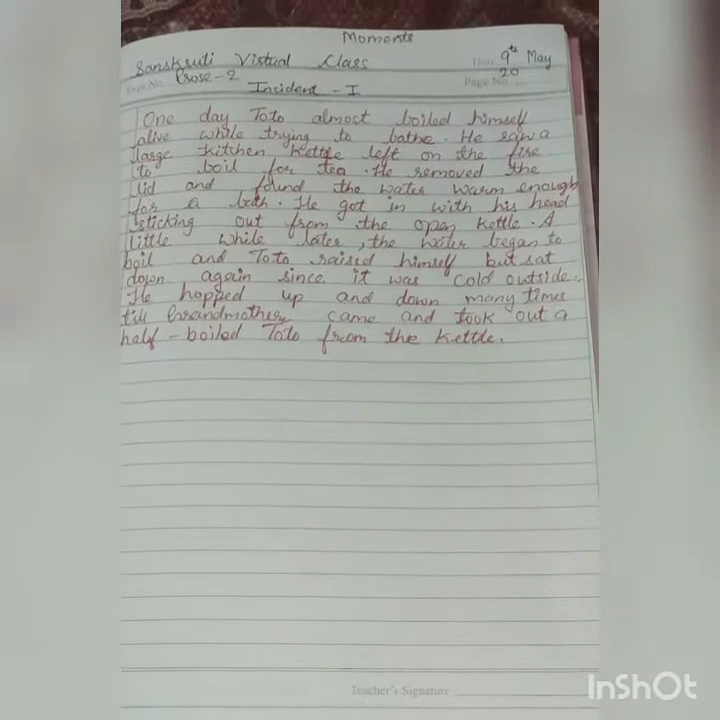 Moments
Sanskruti Virtual Class Date 9th May
Expt. No. Prose-2 Page No. 20
Incident - I
One day Toto almost boiled himself
alive while trying to bathe. He saw a
large kitchen kettle left on the fire
to boil for tea. He removed the
lid and found the water warm enough
for a bath. He got in with his head
sticking out from the open kettle. A
little while later, the water began to
boil and Toto raised himself but sat
down again since it was cold outside.
He hopped up and down many times
till Grandmother came and took out a
half-boiled Toto from the kettle.
Teacher's Signature
InShOt